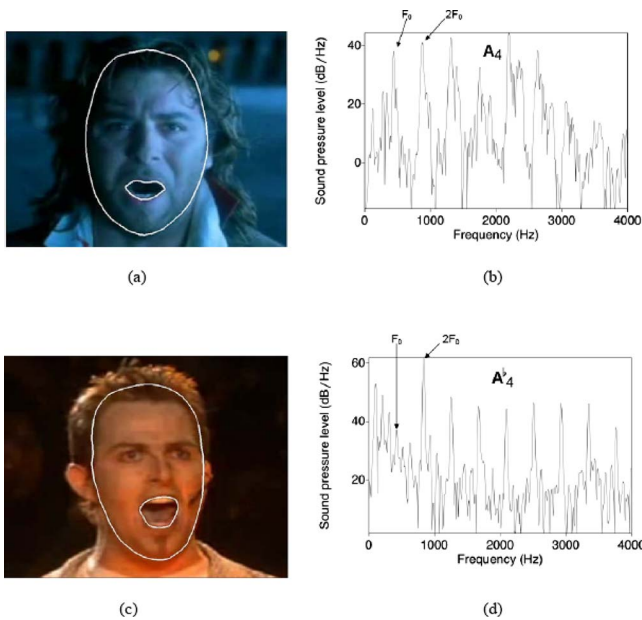 F₀ 2F₀
A₄
40
20
0
Sound pressure level (dB/Hz)
0 1000 2000 3000 4000
Frequency (Hz)
(a) (b)
F₀ 2F₀
A♭₄
60
40
20
Sound pressure level (dB/Hz)
0 1000 2000 3000 4000
Frequency (Hz)
(c) (d)